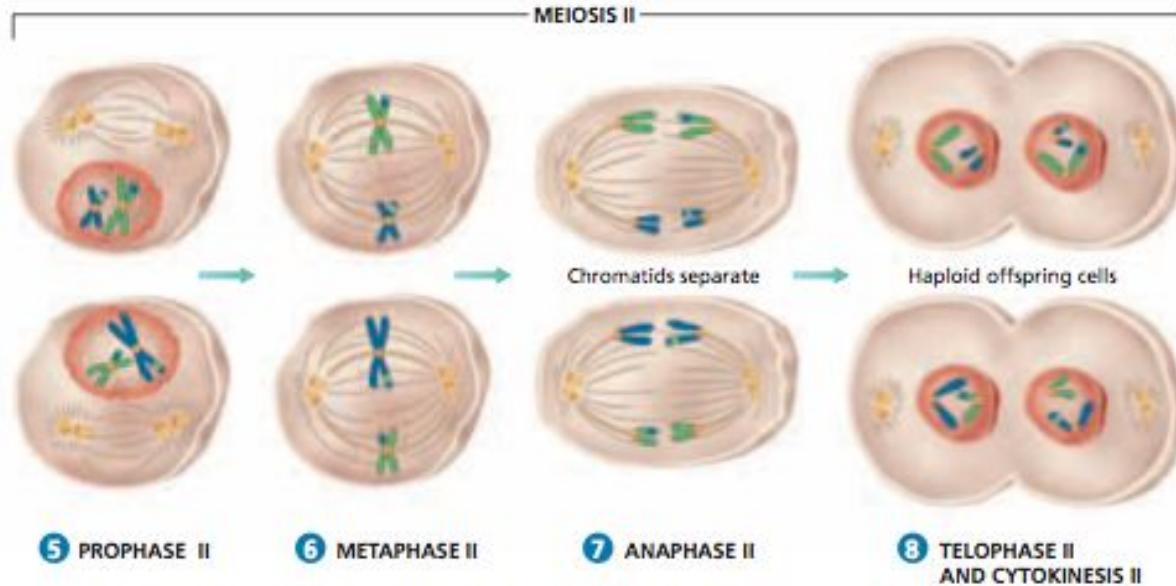 MEIOSIS II
Chromatids separate
Haploid offspring cells
5 PROPHASE II
6 METAPHASE II
7 ANAPHASE II
8 TELOPHASE II
AND CYTOKINESIS II